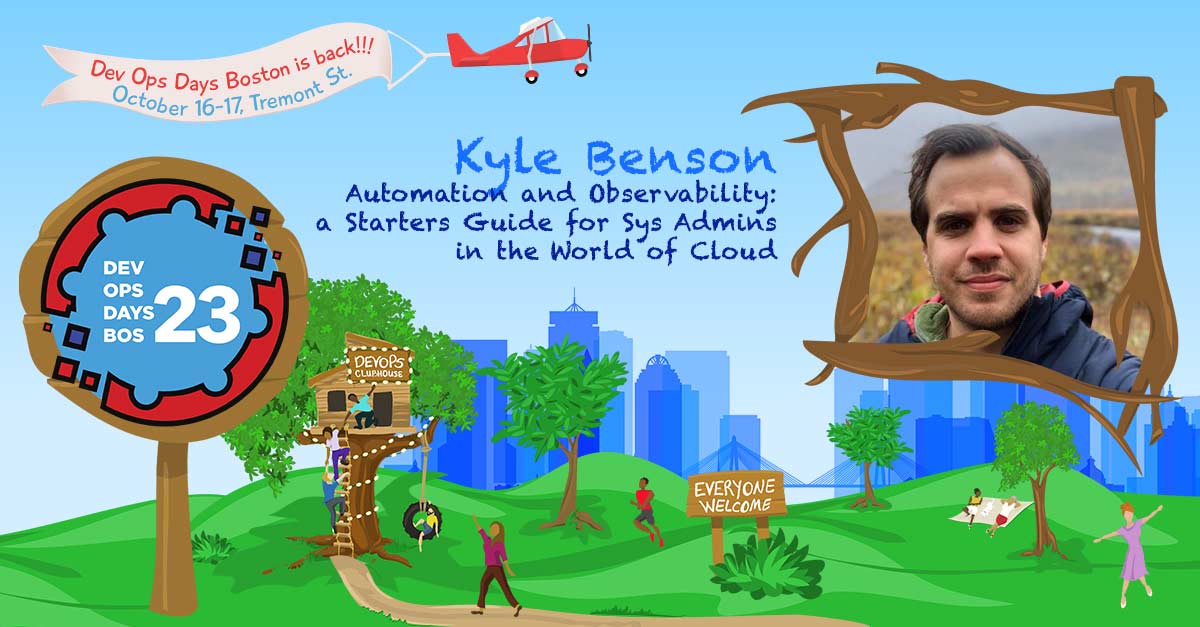 Dev Ops Days Boston is back!!!
October 16-17, Tremont St.
Kyle Benson
Automation and Observability:
a Starters Guide for Sys Admins
in the World of Cloud
DEV
OPS
DAYS
BOS
23
DEVOPS
CLUPHOUSE
EVERYONE
WELCOME